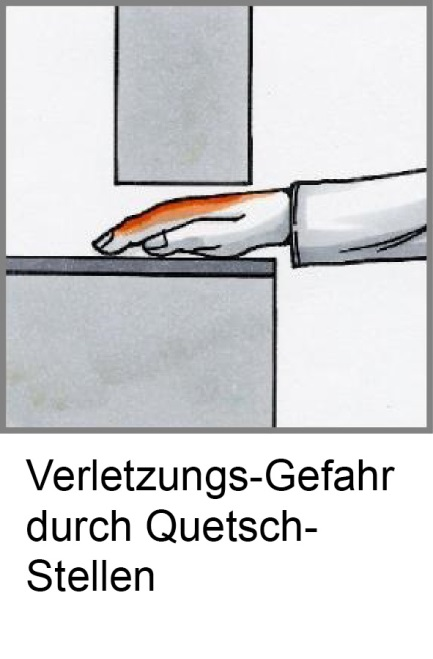 Verletzungs-Gefahr
durch Quetsch-
Stellen